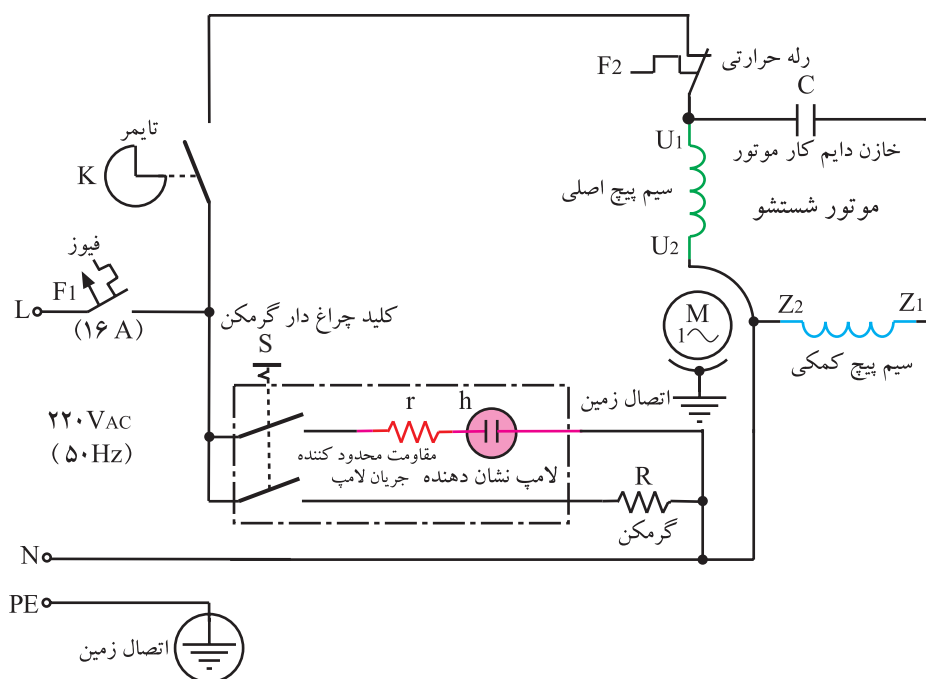 رله حرارتی
F2
C
تایمر
U1
خازن دایم کار موتور
K
سیم پیچ اصلی
موتور شستشو
فیوز
U2
F1
L
(۱۶ A)
کلید چراغ دار گرمکن
M
1
Z2
Z1
سیم پیچ کمکی
S
اتصال زمین
r
h
۲۲۰VAC
(۵۰Hz)
مقاومت محدود کننده
جریان لامپ
لامپ نشان دهنده
R
گرمکن
N
PE
اتصال زمین